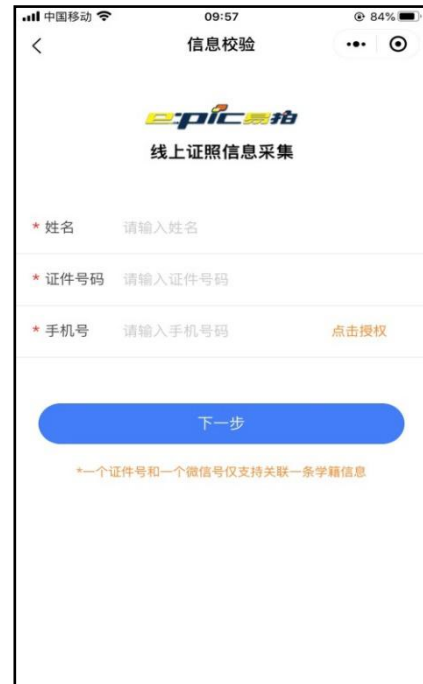 中国移动 09:57 84%
信息校验
e:pic易拍
线上证照信息采集
* 姓名 请输入姓名
* 证件号码 请输入证件号码
* 手机号 请输入手机号码 点击授权
下一步
*一个证件号和一个微信号仅支持关联一条学籍信息